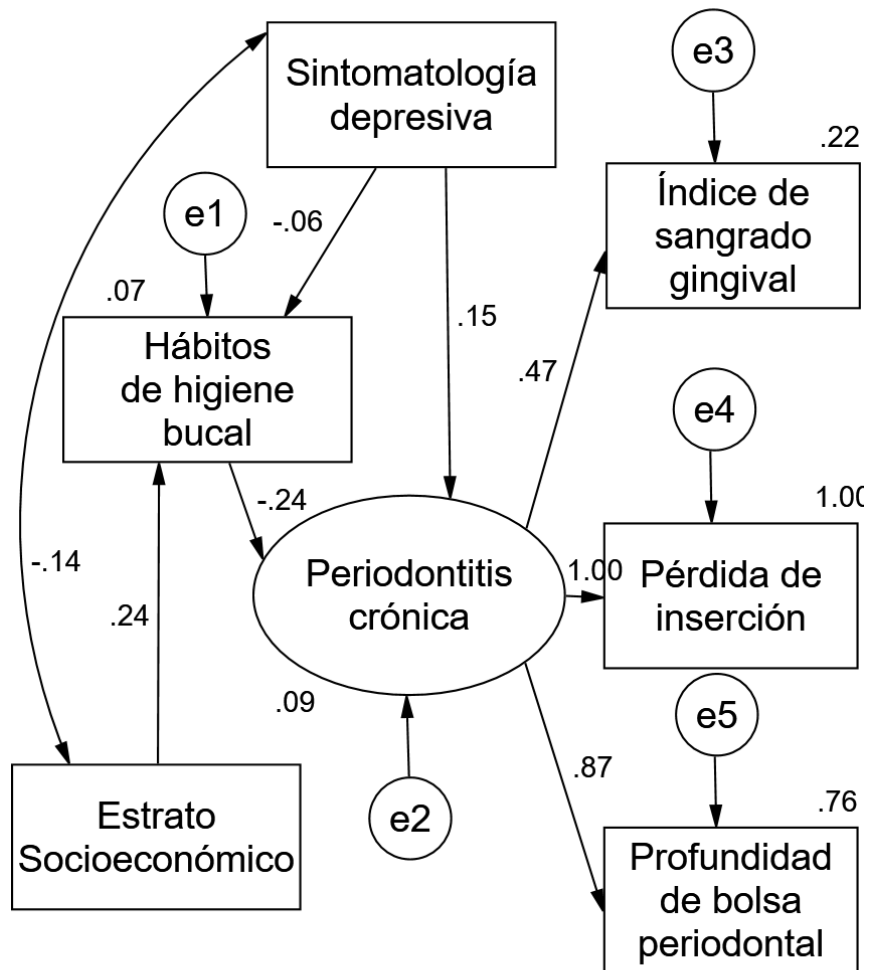 Sintomatología
depresiva
e3
.22
Índice de
sangrado
gingival
e1
-.06
.07
Hábitos
de higiene
bucal
.15
.47
e4
-.24
1.00
Periodontitis
crónica
1.00
Pérdida de
inserción
-.14
.24
.09
e5
.87
.76
Estrato
Socioeconómico
e2
Profundidad
de bolsa
periodontal